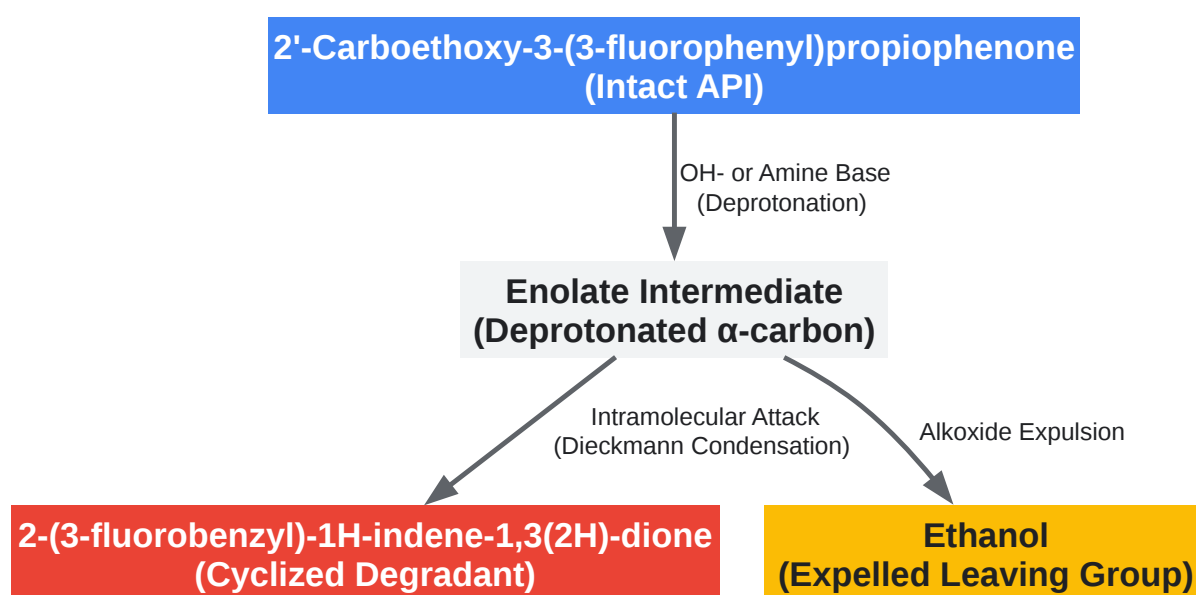 2'-Carboethoxy-3-(3-fluorophenyl)propiophenone
(Intact API)
OH- or Amine Base
(Deprotonation)
Enolate Intermediate
(Deprotonated α-carbon)
Intramolecular Attack
(Dieckmann Condensation)
Alkoxide Expulsion
2-(3-fluorobenzyl)-1H-indene-1,3(2H)-dione
(Cyclized Degradant)
Ethanol
(Expelled Leaving Group)